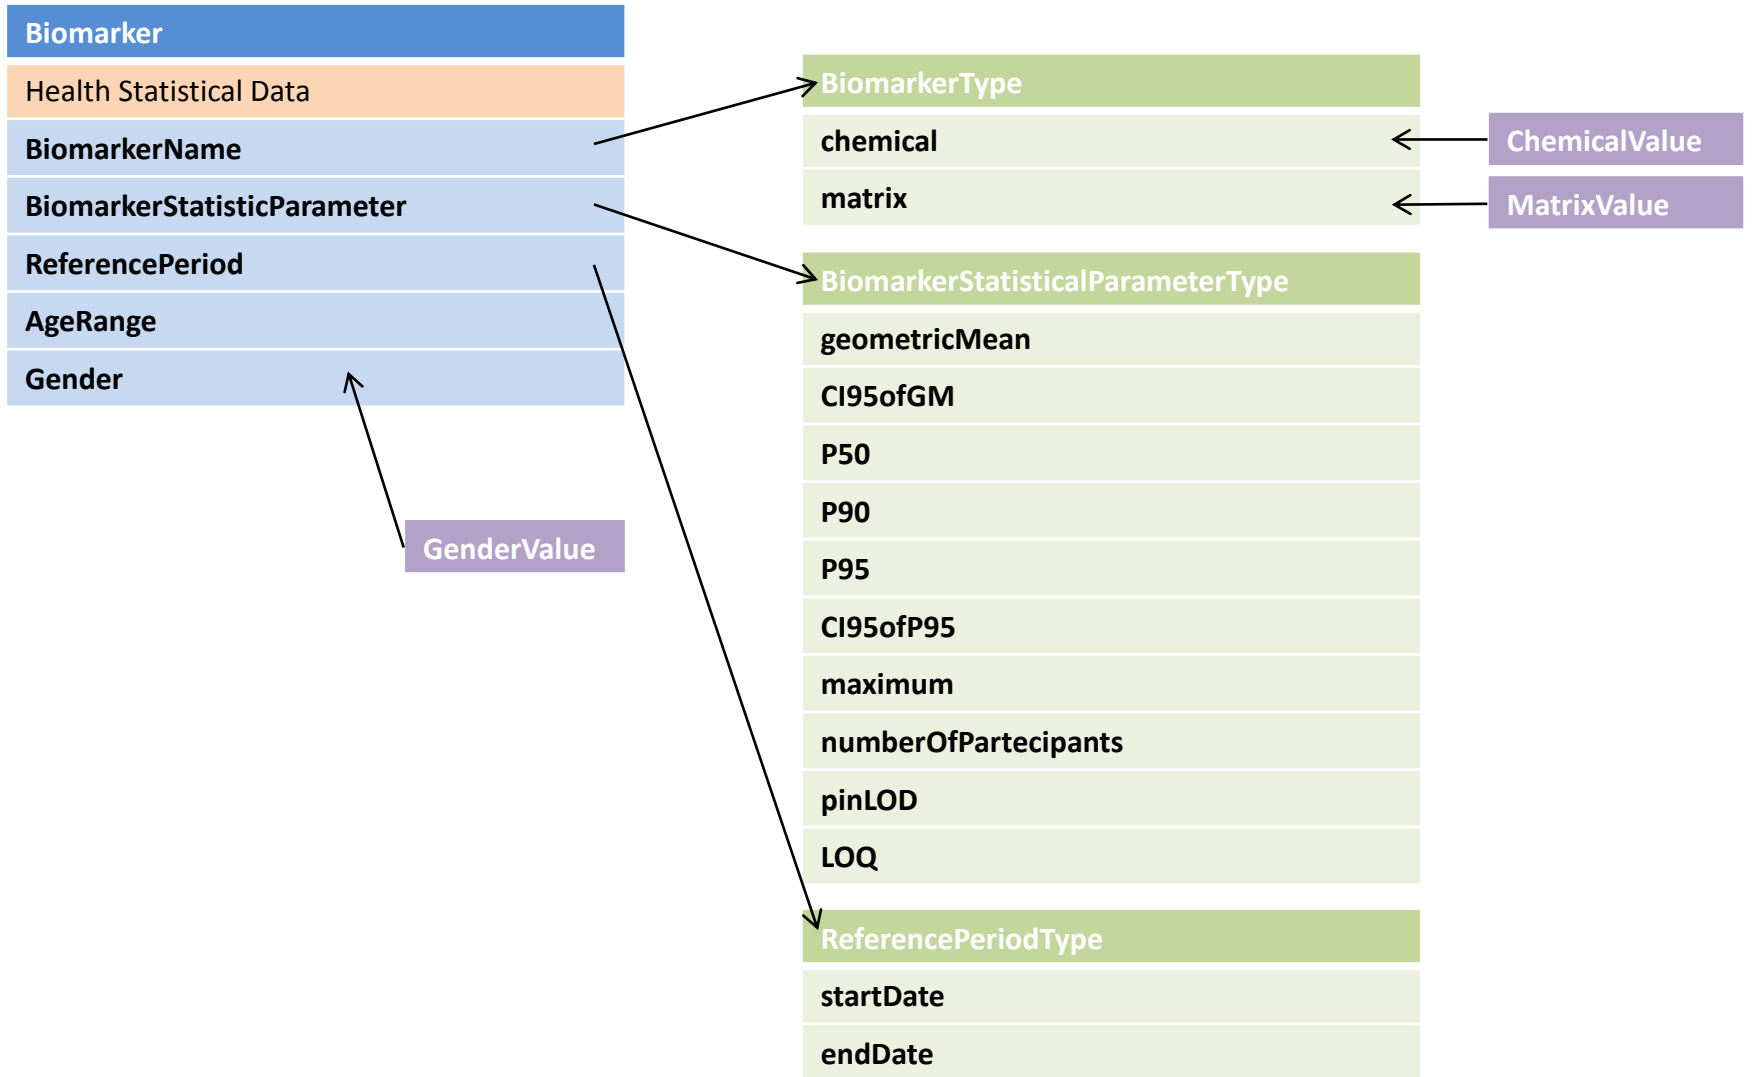 Biomarker
Health Statistical Data
BiomarkerName
BiomarkerStatisticParameter
ReferencePeriod
AgeRange
Gender
GenderValue
BiomarkerType
chemical
matrix
ChemicalValue
MatrixValue
BiomarkerStatisticalParameterType
geometricMean
CI95ofGM
P50
P90
P95
CI95ofP95
maximum
numberOfPartecipants
pinLOD
LOQ
ReferencePeriodType
startDate
endDate